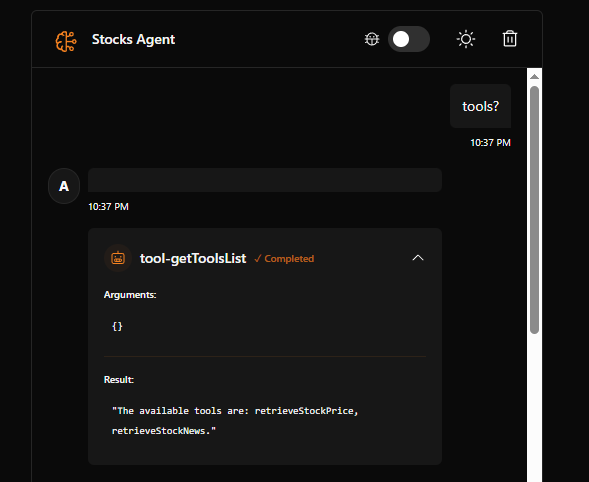 Stocks Agent
tools?
10:37 PM
A
10:37 PM
tool-getToolsList ✓ Completed
Arguments:
{}
Result:
"The available tools are: retrieveStockPrice,
retrieveStockNews."